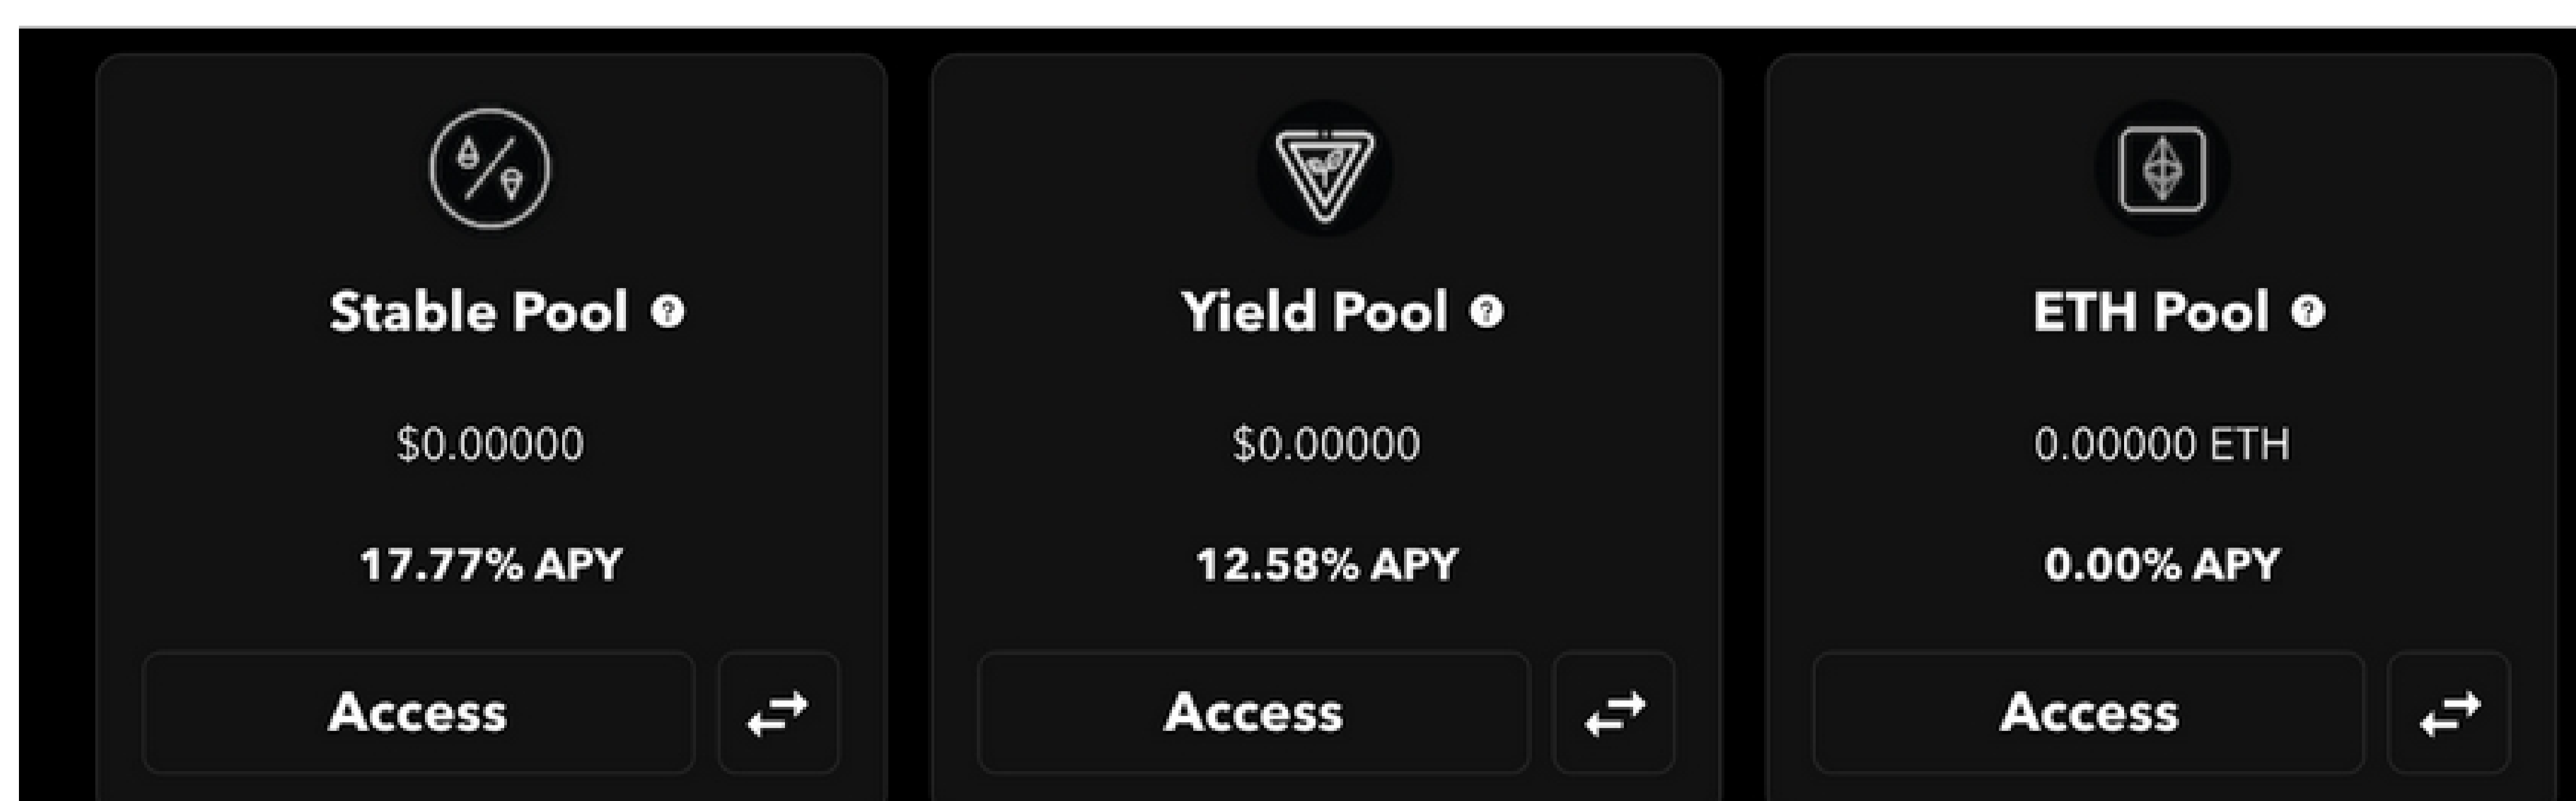 Stable Pool ?
$0.00000
17.77% APY
Access
Yield Pool ?
$0.00000
12.58% APY
Access
ETH Pool ?
0.00000 ETH
0.00% APY
Access